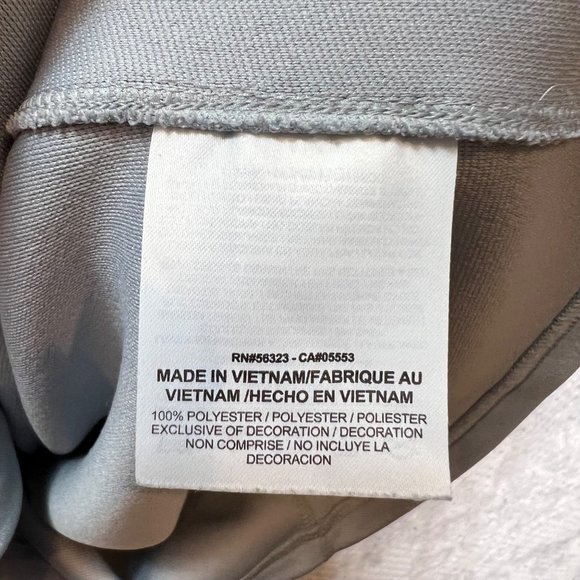 RN#56323 - CA#05553
MADE IN VIETNAM/FABRIQUE AU
VIETNAM /HECHO EN VIETNAM
100% POLYESTER / POLYESTER / POLIESTER
EXCLUSIVE OF DECORATION / DECORATION
NON COMPRISE / NO INCLUYE LA
DECORACION